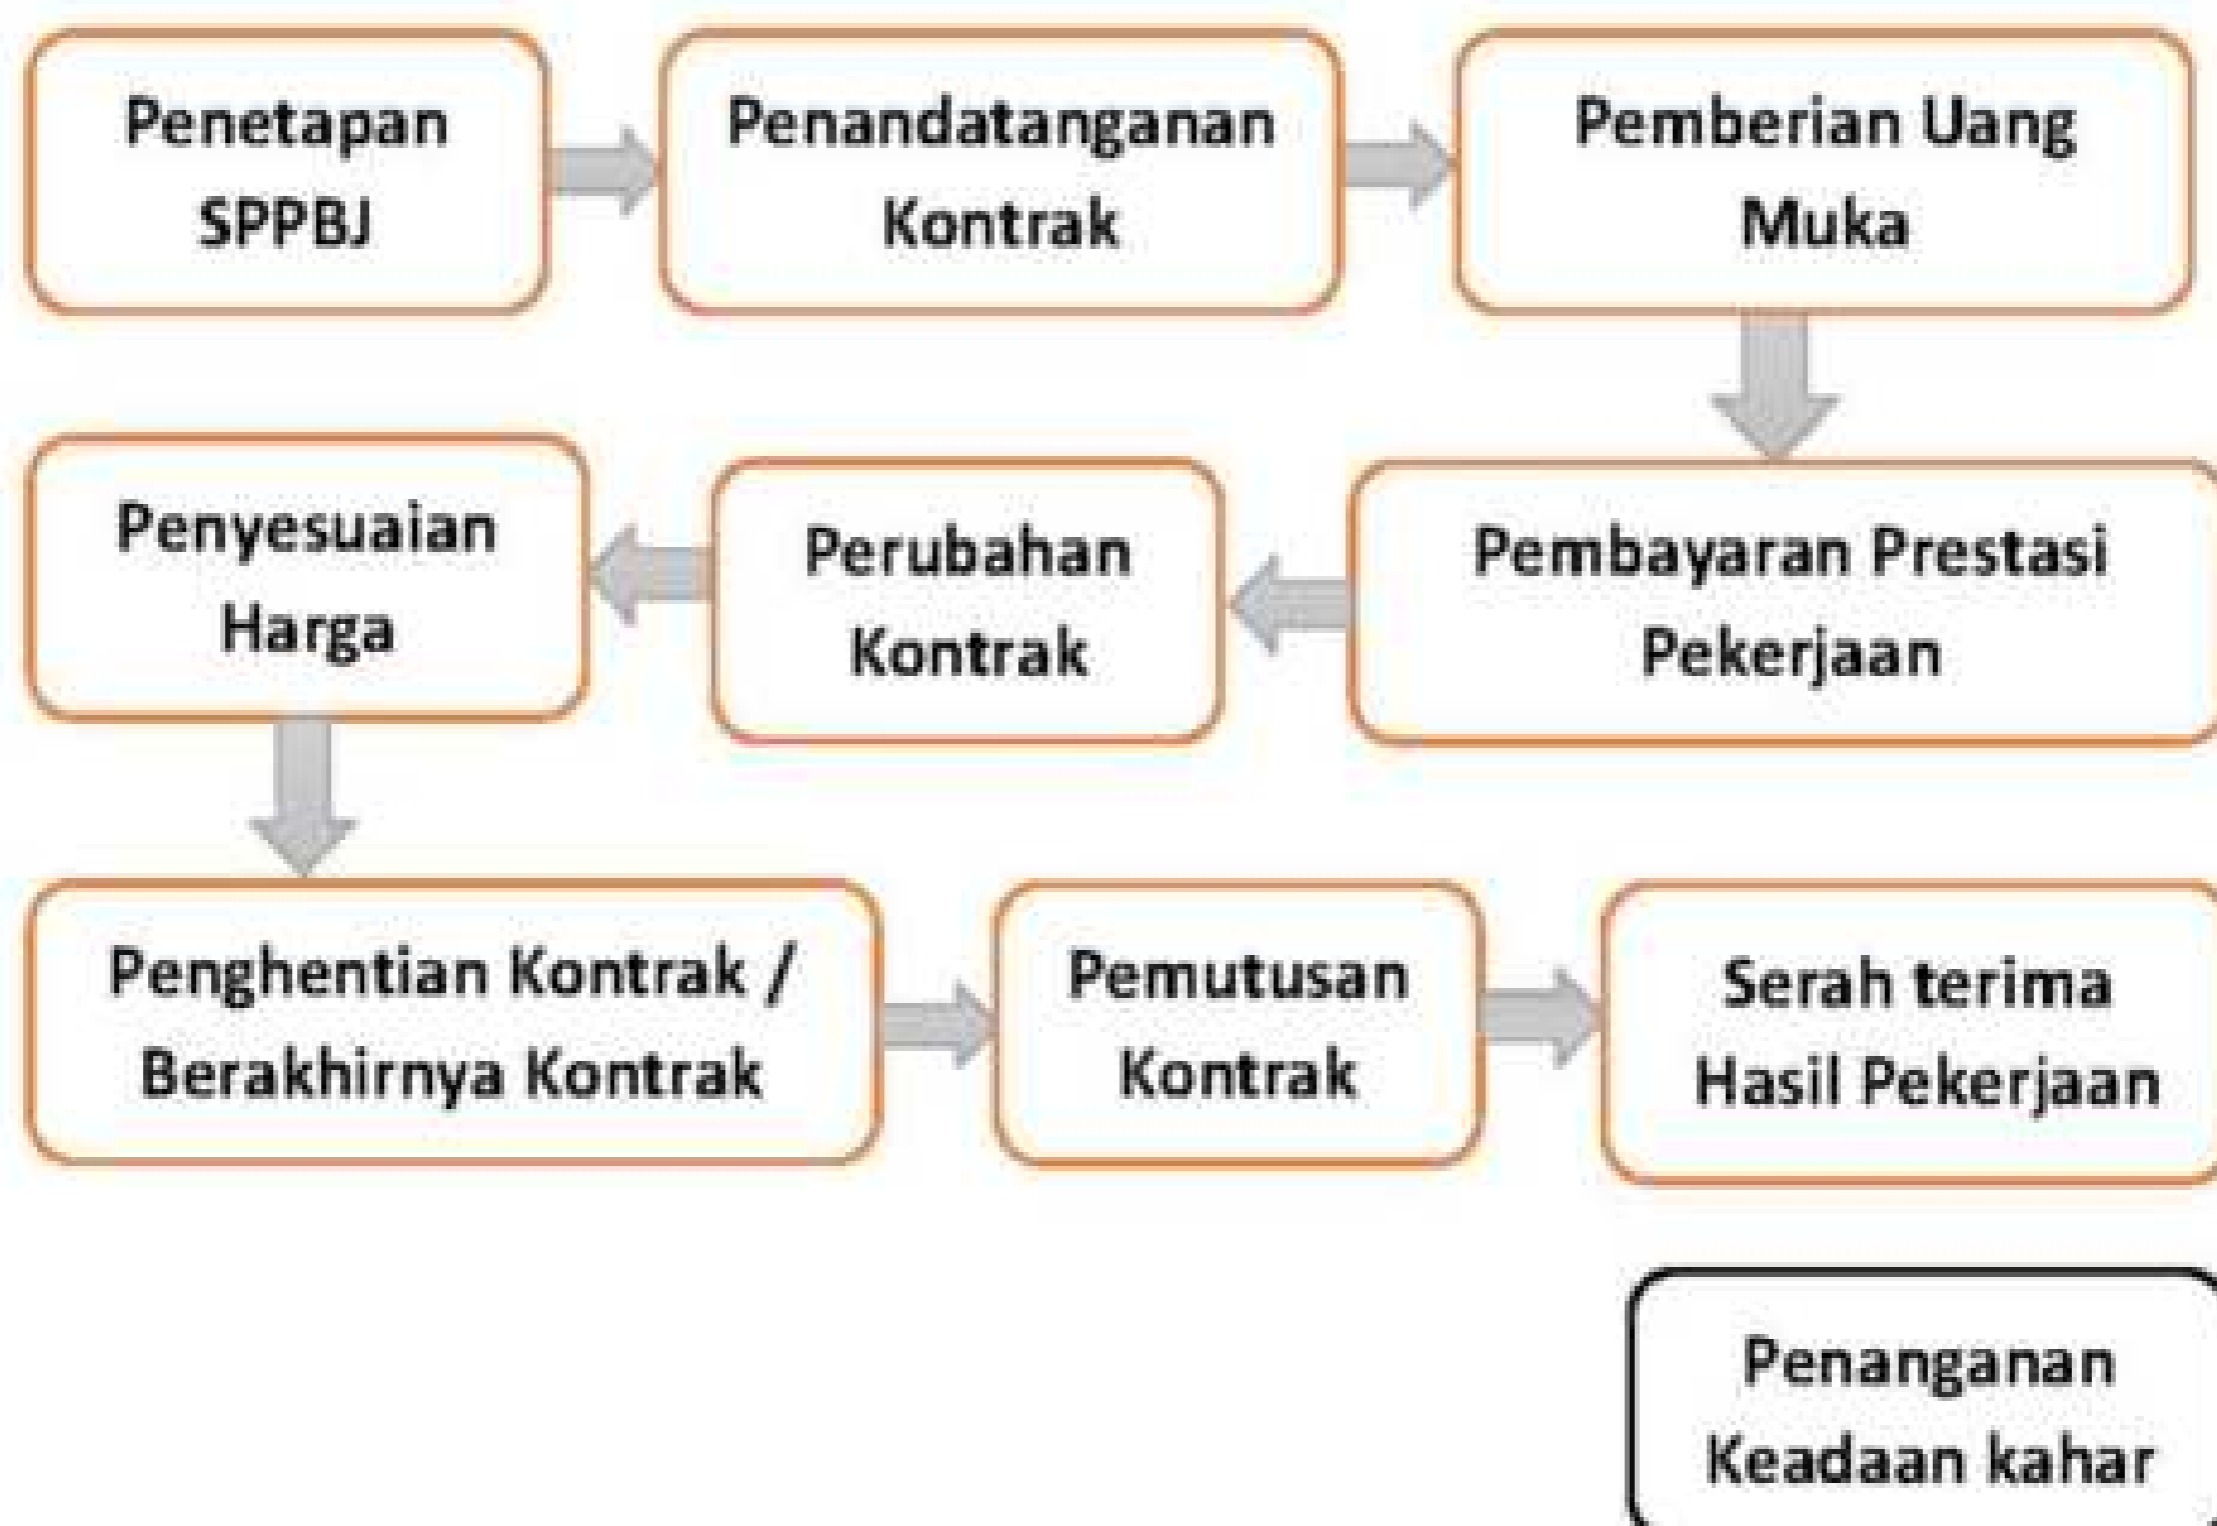 Penetapan
SPPBJ
Penandatanganan
Kontrak
Pemberian Uang
Muka
Pembayaran Prestasi
Pekerjaan
Perubahan
Kontrak
Penyesuaian
Harga
Penghentian Kontrak /
Berakhirnya Kontrak
Pemutusan
Kontrak
Serah terima
Hasil Pekerjaan
Penanganan
Keadaan kahar